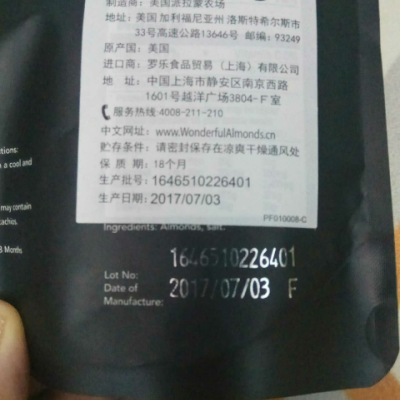 制造商: 美国派拉蒙农场
地址: 美国 加利福尼亚州 洛斯特希尔斯市
33号高速公路13646号 邮编: 93249
原产国: 美国
进口商: 罗乐食品贸易（上海）有限公司
地 址: 中国上海市静安区南京西路
1601号越洋广场3804-F室
服务热线: 4008-211-210
中文网址: www.WonderfulAlmonds.cn
贮存条件: 请密封保存在凉爽干燥通风处
保 质 期: 18个月
生产批号: 1646510226401
生产日期: 2017/07/03
PF010008-C
tions:
a cool and
may contain
tachios.
8 Months
Ingredients: Almonds, salt.
1646510226401
Lot No:
Date of
Manufacture:
2017/07/03 F